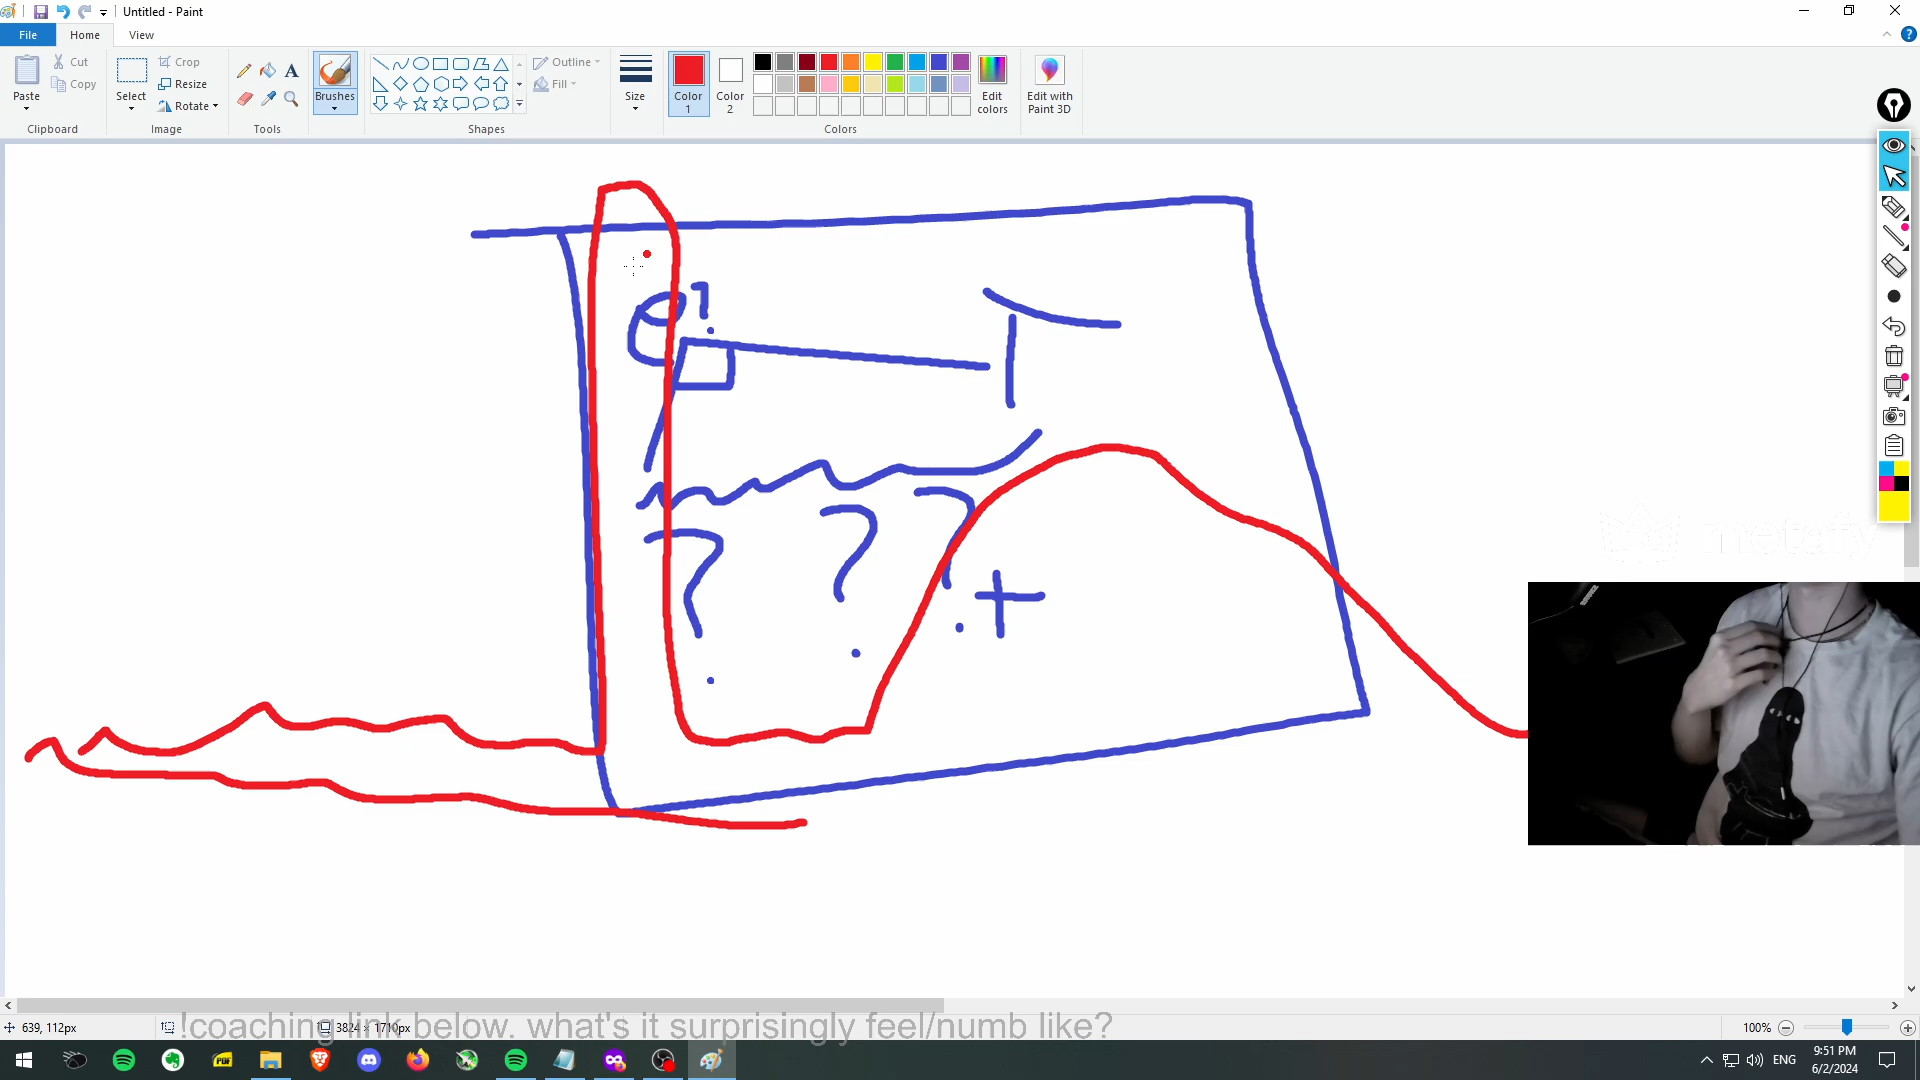 Untitled - Paint
File
Home
View
Paste
Cut
Copy
Clipboard
Select
Crop
Resize
Rotate
Image
A
Tools
Brushes
Outline
Fill
Shapes
Size
Color 1
Color 2
Colors
Edit colors
Edit with Paint 3D
e?
? ? ? +
metafy
639, 112px
3824 × 1710px
!coaching link below. what's it surprisingly feel/numb like?
100%
PDF
ENG
9:51 PM
6/2/2024